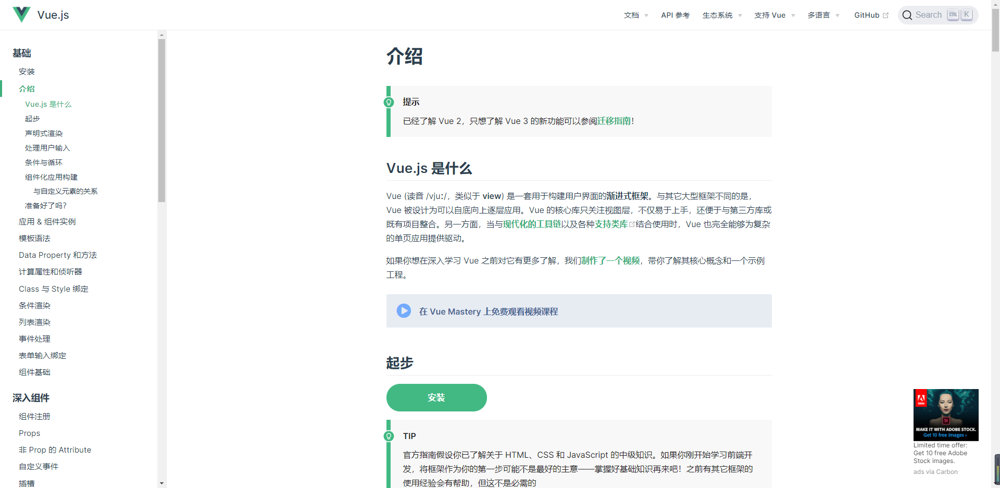 Vue.js
文档
API 参考
生态系统
支持 Vue
多语言
GitHub
Search
CTRL
K
基础
安装
介绍
Vue.js 是什么
起步
声明式渲染
处理用户输入
条件与循环
组件化应用构建
与自定义元素的关系
准备好了吗?
应用 & 组件实例
模板语法
Data Property 和方法
计算属性和侦听器
Class 与 Style 绑定
条件渲染
列表渲染
事件处理
表单输入绑定
组件基础
深入组件
组件注册
Props
非 Prop 的 Attribute
自定义事件
插槽
介绍
提示
已经了解 Vue 2，只想了解 Vue 3 的新功能可以参阅迁移指南！
Vue.js 是什么
Vue (读音 /vjuː/，类似于 view) 是一套用于构建用户界面的渐进式框架。与其它大型框架不同的是，
Vue 被设计为可以自底向上逐层应用。Vue 的核心库只关注视图层，不仅易于上手，还便于与第三方库或
既有项目整合。另一方面，当与现代化的工具链以及各种支持类库结合使用时，Vue 也完全能够为复杂
的单页应用提供驱动。
如果你想在深入学习 Vue 之前对它有更多了解，我们制作了一个视频，带你了解其核心概念和一个示例
工程。
在 Vue Mastery 上免费观看视频课程
起步
安装
TIP
官方指南假设你已了解关于 HTML、CSS 和 JavaScript 的中级知识。如果你刚开始学习前端开
发，将框架作为你的第一步可能不是最好的主意——掌握好基础知识再来吧！之前有其它框架的
使用经验会有帮助，但这不是必需的
Adobe
St
MAKE IT WITH ADOBE STOCK.
Get 10 free images ›
Limited time offer:
Get 10 free Adobe
Stock images.
ads via Carbon